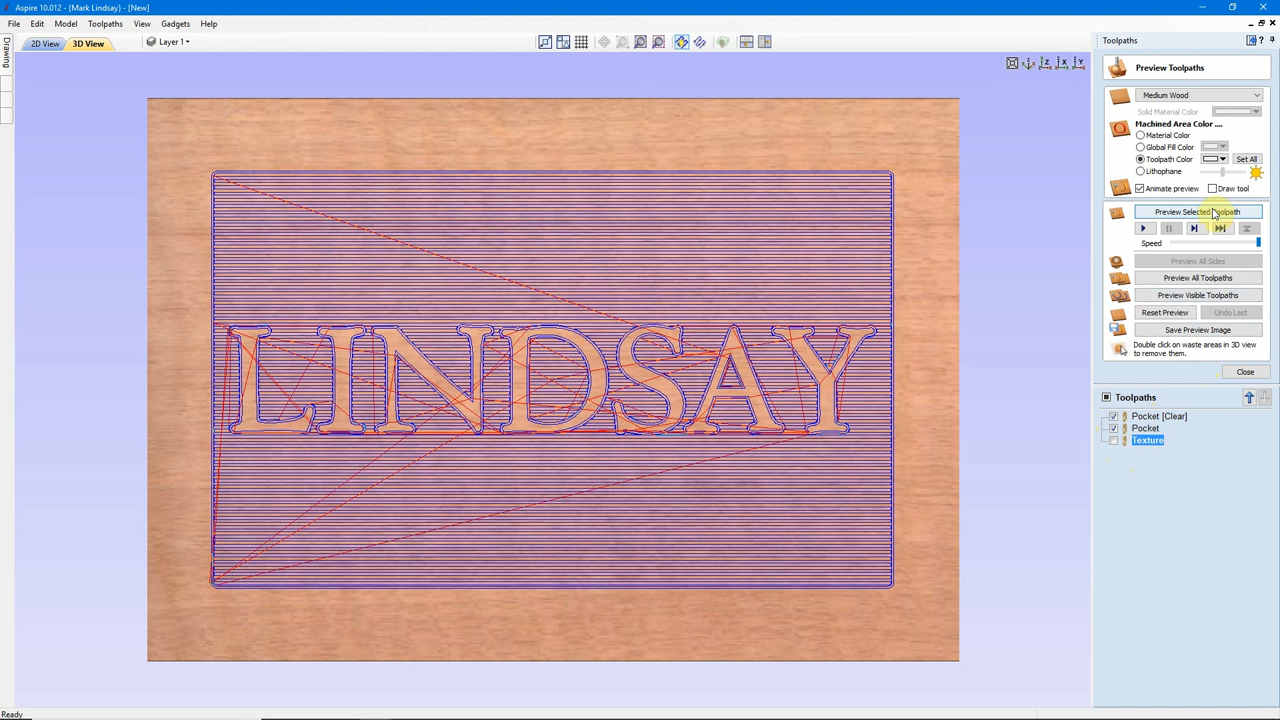 Aspire 10.012 - {Mark Lindsay} - [New]
File Edit Model Toolpaths View Gadgets Help
2D View 3D View Layer 1
Drawing
Toolpaths
Preview Toolpaths
Medium Wood
Solid Material Color
Machined Area Color ....
Material Color
Global Fill Color
Toolpath Color Set All
Lithophane
Animate preview Draw tool
Preview Selected Toolpath
Speed
Preview All Sides
Preview All Toolpaths
Preview Visible Toolpaths
Reset Preview Undo Last
Save Preview Image
Double click on waste areas in 3D view
to remove them.
Close
Toolpaths
Pocket [Clear]
Pocket
Texture
LINDSAY
Ready